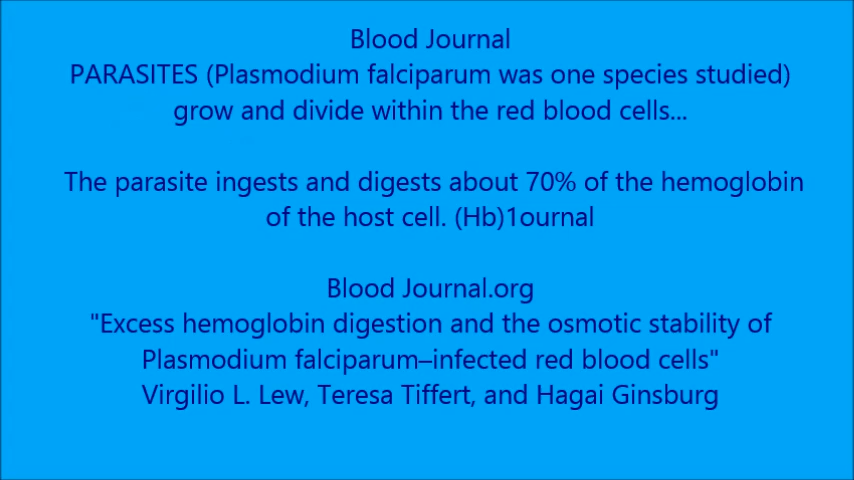 Blood Journal
PARASITES (Plasmodium falciparum was one species studied)
grow and divide within the red blood cells...
The parasite ingests and digests about 70% of the hemoglobin
of the host cell. (Hb)1ournal
Blood Journal.org
"Excess hemoglobin digestion and the osmotic stability of
Plasmodium falciparum–infected red blood cells"
Virgilio L. Lew, Teresa Tiffert, and Hagai Ginsburg